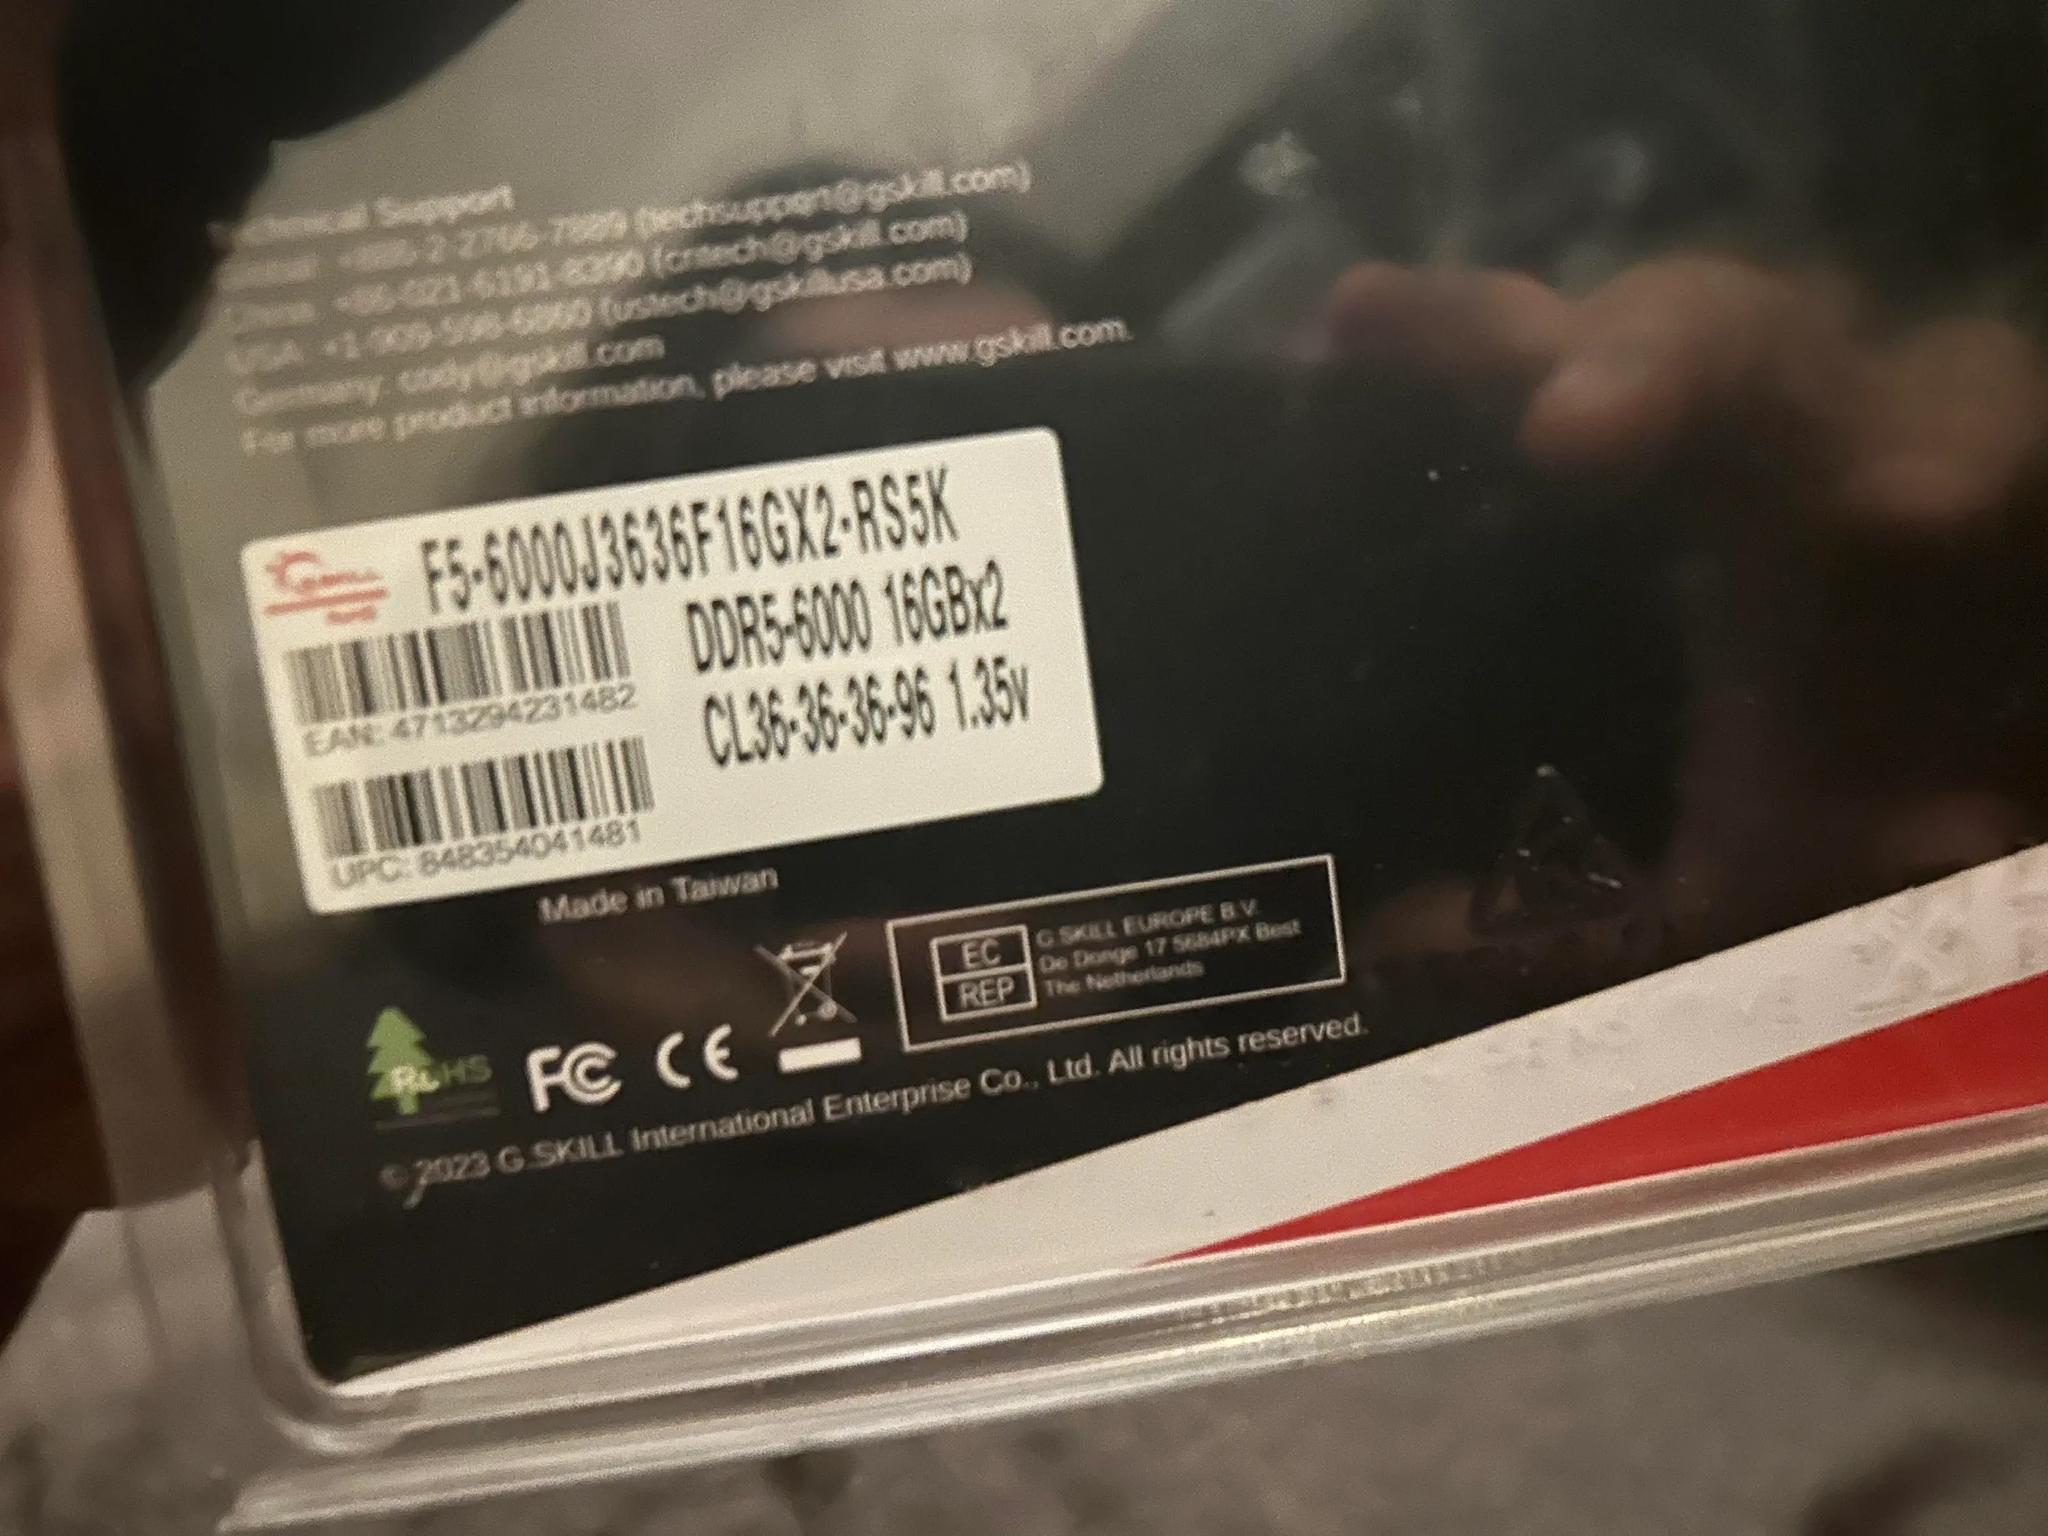 Technical Support
+886-2-2766-7889 (techsupport@gskill.com)
China: +86-021-6191-8390 (cntech@gskill.com)
USA: +1-909-598-6860 (ustech@gskillusa.com)
Germany: cody@gskill.com
For more product information, please visit www.gskill.com.
G.SKILL
F5-6000J3636F16GX2-RS5K
DDR5-6000 16GBx2
CL36-36-36-96 1.35v
EAN: 4713294231482
UPC: 848354041481
Made in Taiwan
EC REP
G.SKILL EUROPE B.V.
De Donge 17 5684PX Best
The Netherlands
RoHS
FC CE
© 2023 G.SKILL International Enterprise Co., Ltd. All rights reserved.